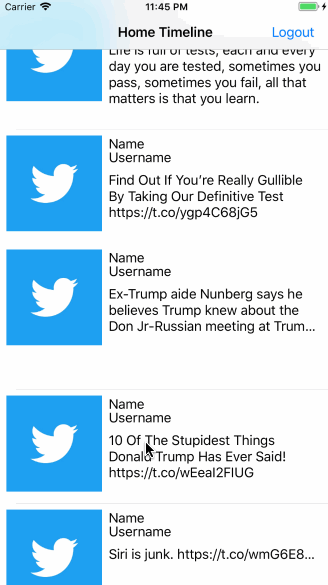 Carrier 11:45 PM
Home Timeline Logout
Life is full of tests, each and every
day you are tested, sometimes you
pass, sometimes you fail, all that
matters is that you learn.
Name
Username
Find Out If You’re Really Gullible
By Taking Our Definitive Test
https://t.co/ygp4C68jG5
Name
Username
Ex-Trump aide Nunberg says he
believes Trump knew about the
Don Jr-Russian meeting at Trum...
Name
Username
10 Of The Stupidest Things
Donald Trump Has Ever Said!
https://t.co/wEeaI2FIUG
Name
Username
Siri is junk. https://t.co/wmG6E8...